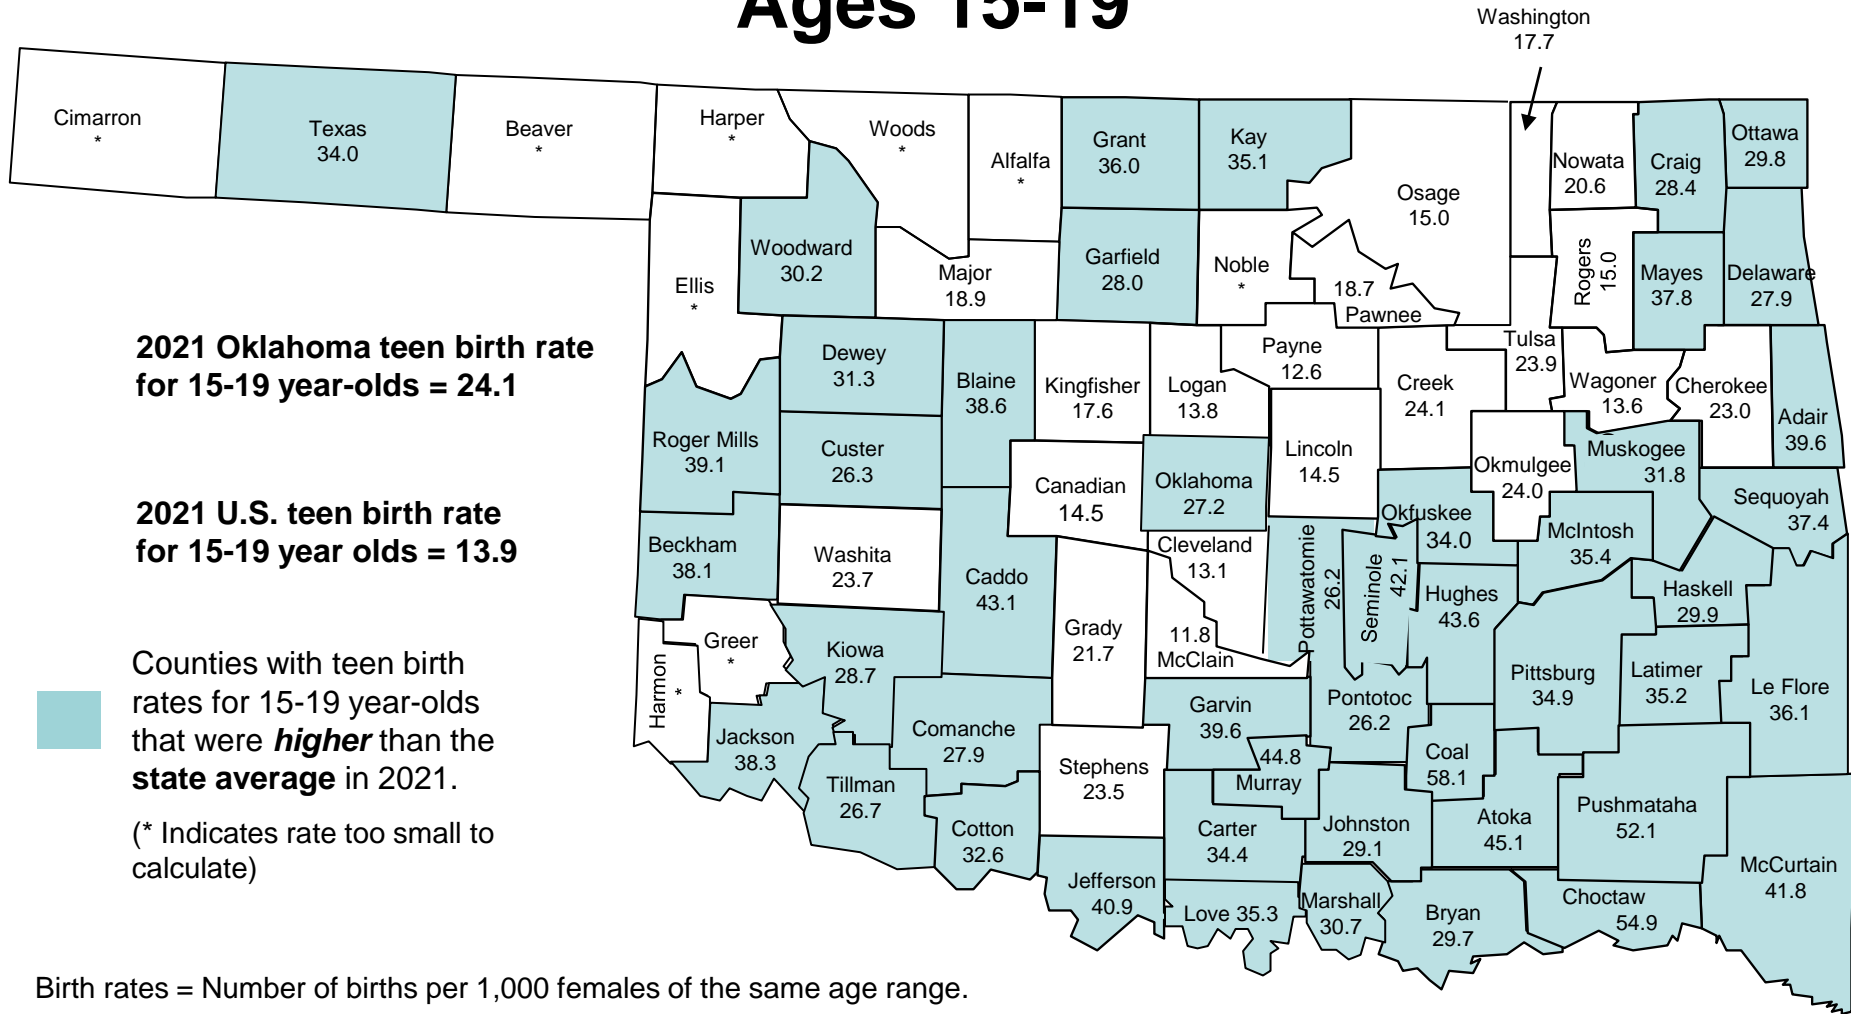 Ages 15-19
Washington
17.7
Cimarron
*
Texas
34.0
Beaver
*
Harper
*
Woods
*
Alfalfa
*
Grant
36.0
Kay
35.1
Osage
15.0
Nowata
20.6
Craig
28.4
Ottawa
29.8
Ellis
*
Woodward
30.2
Major
18.9
Garfield
28.0
Noble
*
18.7
Pawnee
Rogers
15.0
Mayes
37.8
Delaware
27.9
2021 Oklahoma teen birth rate
for 15-19 year-olds = 24.1
Dewey
31.3
Blaine
38.6
Kingfisher
17.6
Logan
13.8
Payne
12.6
Creek
24.1
Tulsa
23.9
Wagoner
13.6
Cherokee
23.0
Adair
39.6
Roger Mills
39.1
Custer
26.3
Canadian
14.5
Oklahoma
27.2
Lincoln
14.5
Okmulgee
24.0
Muskogee
31.8
Sequoyah
37.4
2021 U.S. teen birth rate
for 15-19 year olds = 13.9
Beckham
38.1
Washita
23.7
Caddo
43.1
Cleveland
13.1
Pottawatomie
26.2
Seminole
42.1
Okfuskee
34.0
McIntosh
35.4
Hughes
43.6
Haskell
29.9
Harmon
*
Greer
*
Kiowa
28.7
Grady
21.7
11.8
McClain
Pittsburg
34.9
Latimer
35.2
Le Flore
36.1
Counties with teen birth
rates for 15-19 year-olds
that were higher than the
state average in 2021.
(* Indicates rate too small to
calculate)
Jackson
38.3
Comanche
27.9
Garvin
39.6
Pontotoc
26.2
Tillman
26.7
Stephens
23.5
44.8
Murray
Coal
58.1
Cotton
32.6
Carter
34.4
Johnston
29.1
Atoka
45.1
Pushmataha
52.1
McCurtain
41.8
Jefferson
40.9
Love 35.3
Marshall
30.7
Bryan
29.7
Choctaw
54.9
Birth rates = Number of births per 1,000 females of the same age range.